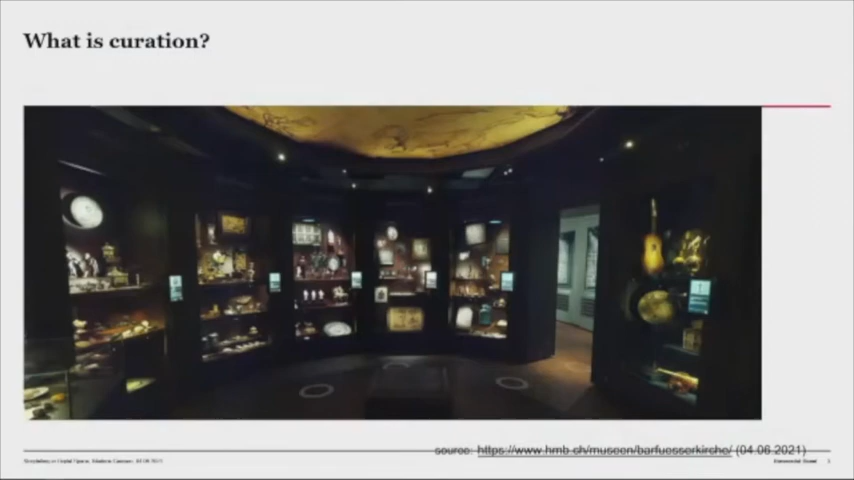 What is curation?
source: https://www.hmb.ch/museen/barfuesserkirche/ (04.06.2021)